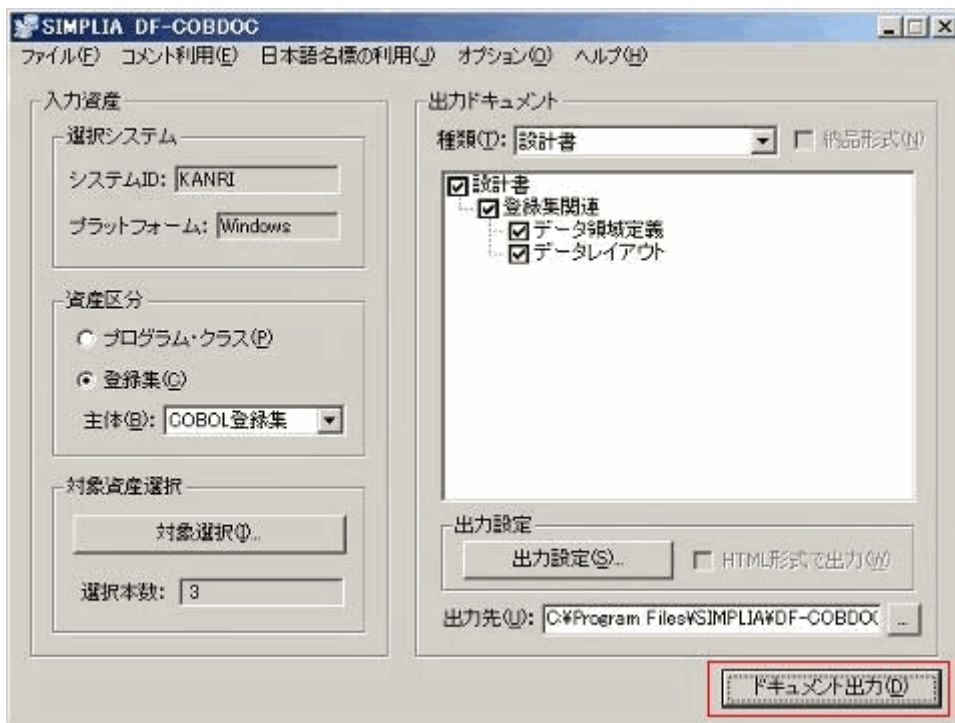 SIMPLIA DF-COBDOC
ファイル(F) コメント利用(E) 日本語名標の利用(J) オプション(O) ヘルプ(H)
入力資産
選択システム
システムID: KANRI
プラットフォーム: Windows
資産区分
プログラム・クラス(P)
登録集(C)
主体(B): COBOL登録集
対象資産選択
対象選択(I)...
選択本数: 3
出力ドキュメント
種類(T): 設計書
納品形式(N)
設計書
登録集関連
データ領域定義
データレイアウト
出力設定
出力設定(S)...
HTML形式で出力(W)
出力先(U): C:¥Program Files¥SIMPLIA¥DF-COBDOC
...
ドキュメント出力(D)